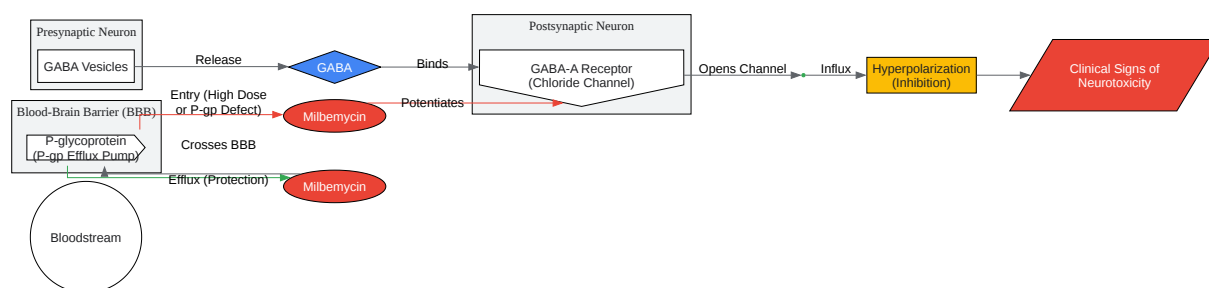 Presynaptic Neuron
GABA Vesicles
Release
GABA
Binds
Postsynaptic Neuron
GABA-A Receptor
(Chloride Channel)
Opens Channel
Influx
Hyperpolarization
(Inhibition)
Clinical Signs of
Neurotoxicity
Blood-Brain Barrier (BBB)
P-glycoprotein
(P-gp Efflux Pump)
Entry (High Dose
or P-gp Defect)
Milbemycin
Potentiates
Crosses BBB
Efflux (Protection)
Milbemycin
Bloodstream